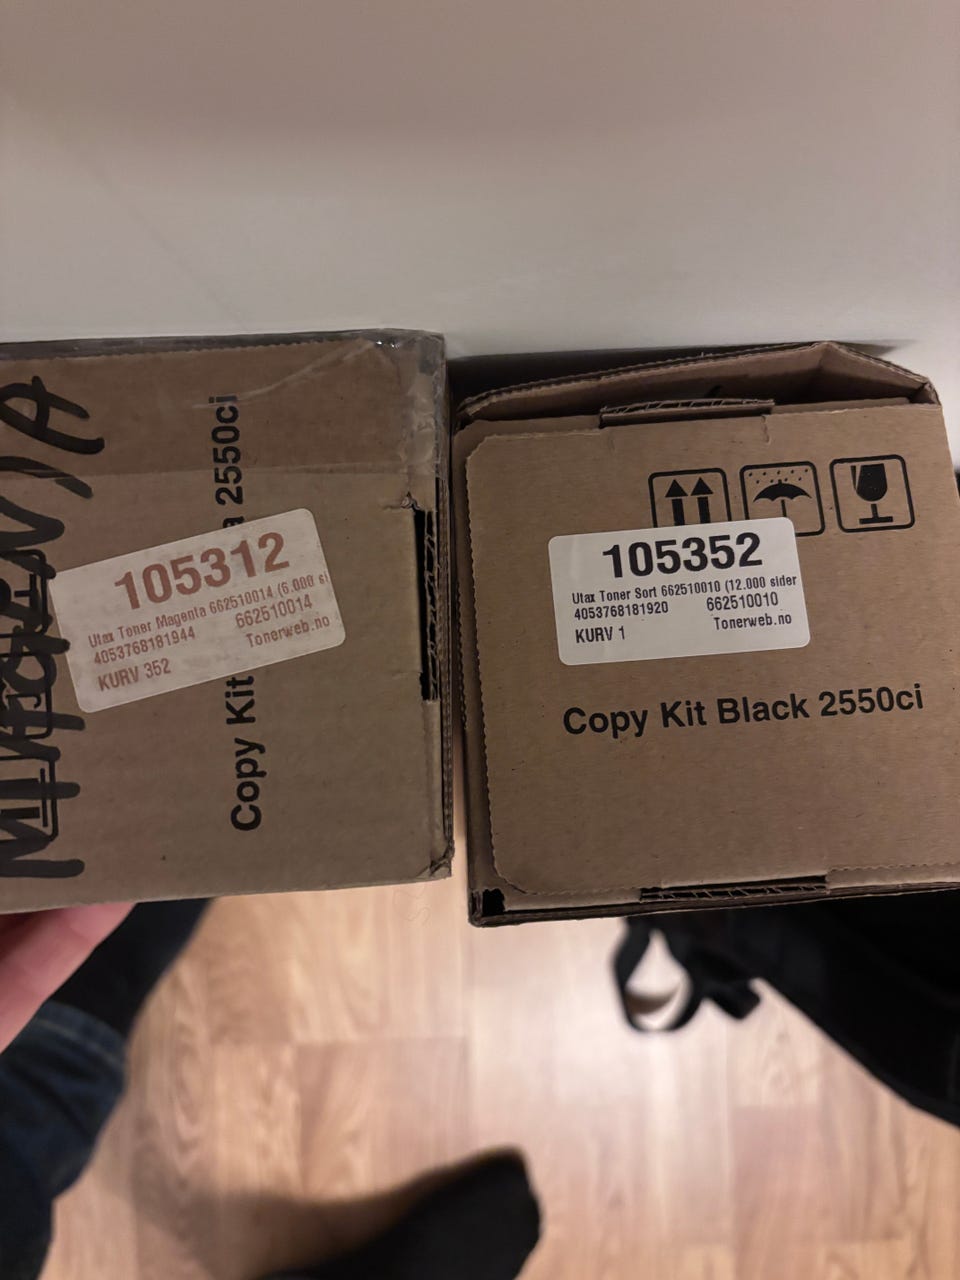 105312
Utax Toner Magenta 662510014 (6.000 si
4053768181944 662510014
KURV 352 Tonerweb.no
Copy Kit a 2550ci
105352
Utax Toner Sort 662510010 (12.000 sider
4053768181920 662510010
KURV 1 Tonerweb.no
Copy Kit Black 2550ci